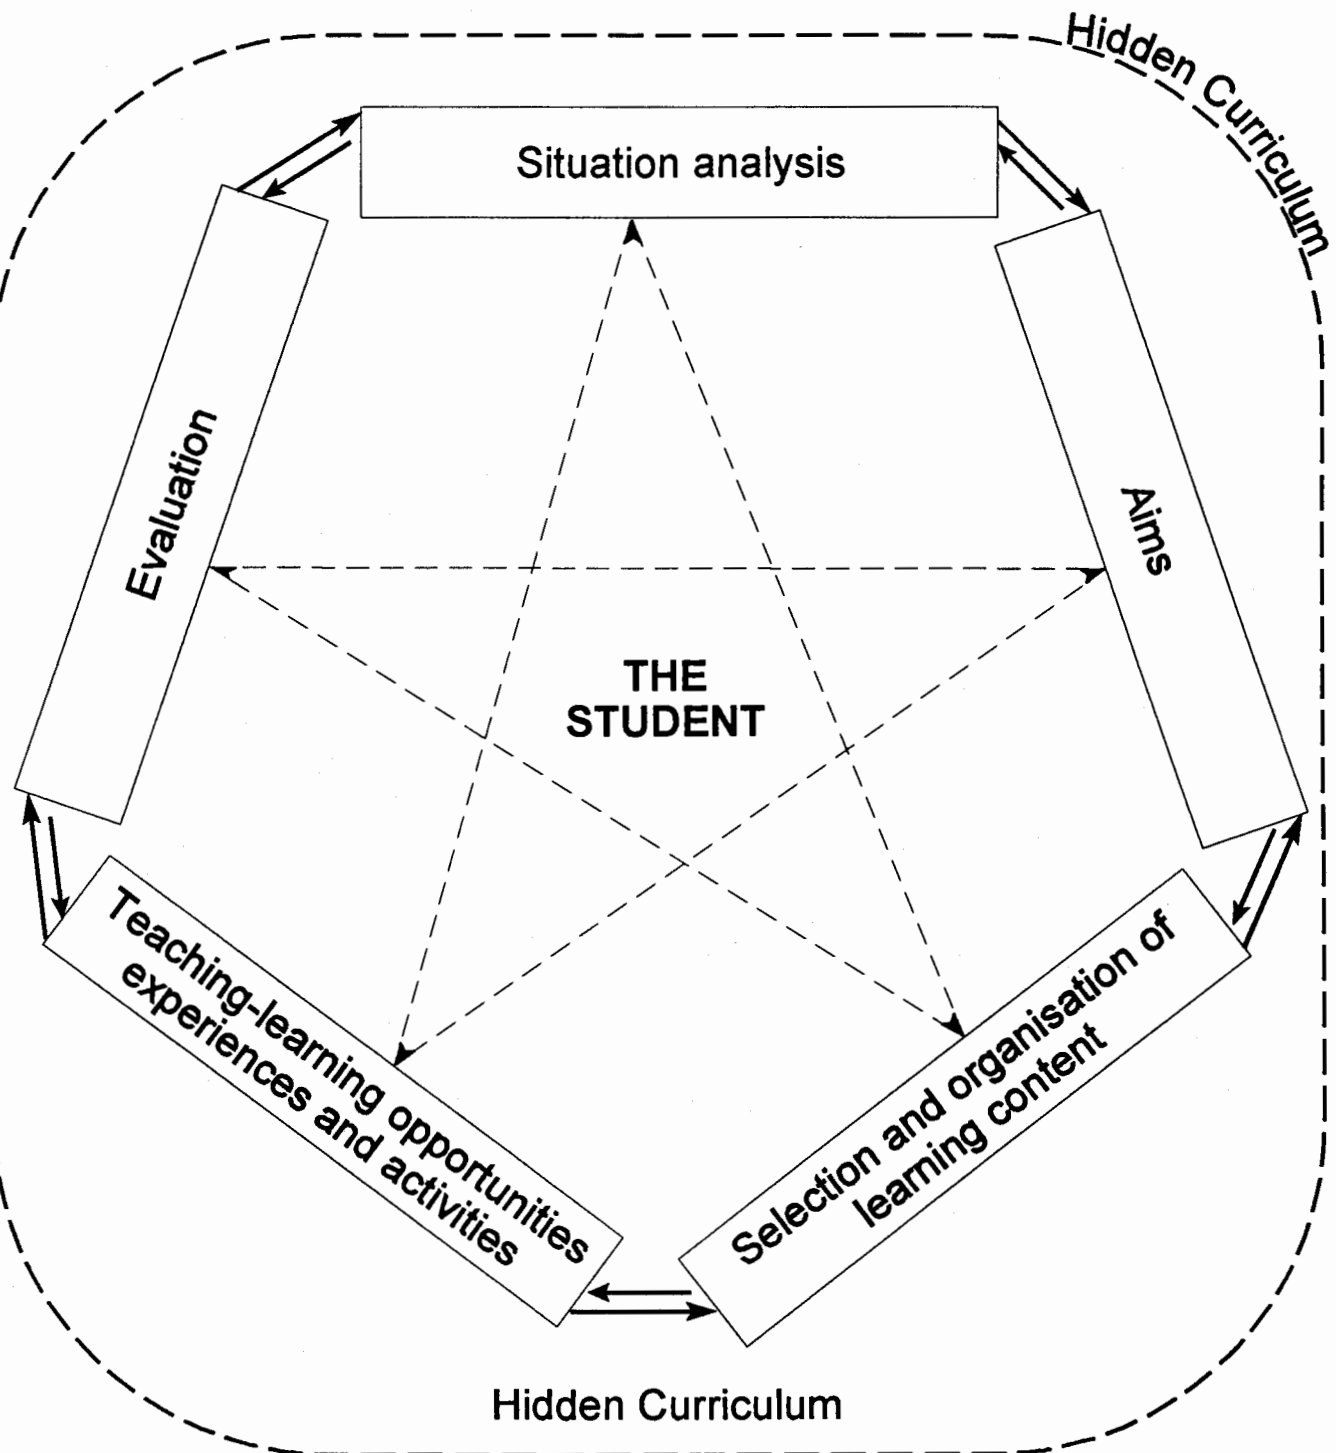 Hidden Curriculum
Situation analysis
Evaluation
Aims
THE
STUDENT
Teaching-learning opportunities
experiences and activities
Selection and organisation of
learning content
Hidden Curriculum